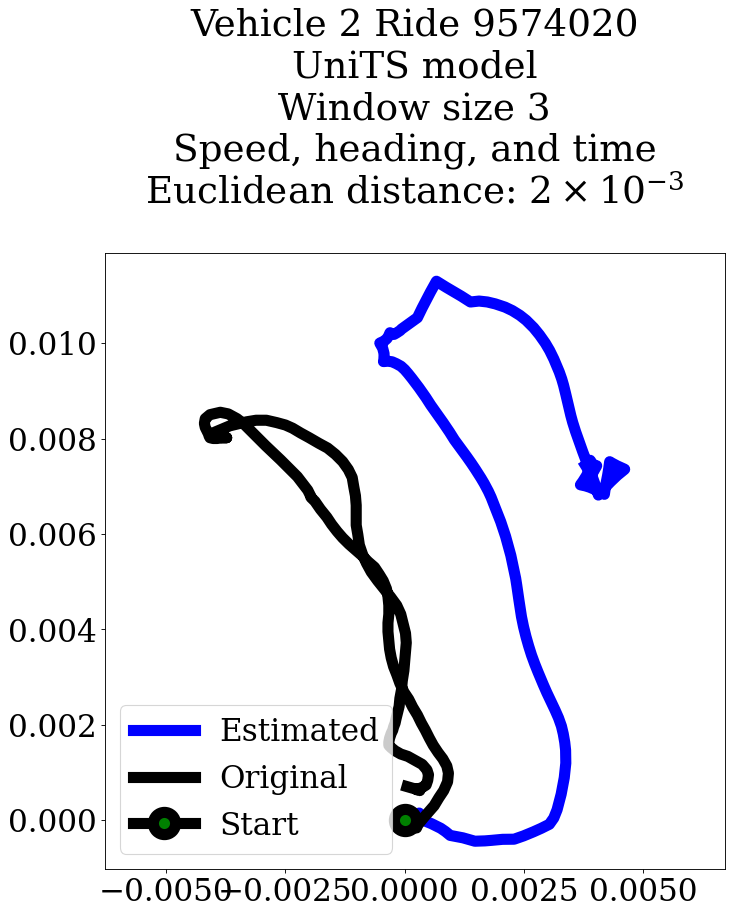 Vehicle 2 Ride 9574020
UniTS model
Window size 3
Speed, heading, and time
Euclidean distance: 2 × 10⁻³
0.010
0.008
0.006
0.004
0.002
0.000
Estimated
Original
Start
−0.0050 −0.0025 0.0000 0.0025 0.0050